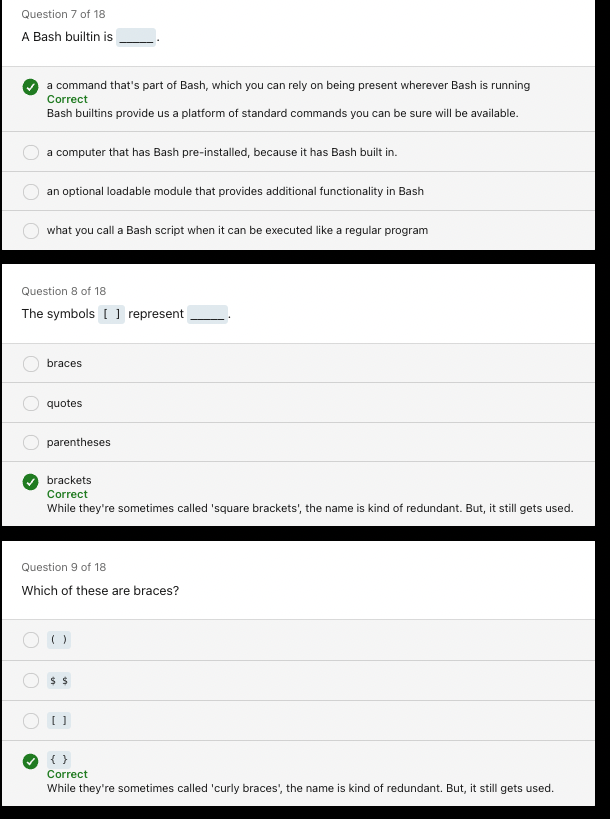 Question 7 of 18
A Bash builtin is _____.
a command that's part of Bash, which you can rely on being present wherever Bash is running
Correct
Bash builtins provide us a platform of standard commands you can be sure will be available.
a computer that has Bash pre-installed, because it has Bash built in.
an optional loadable module that provides additional functionality in Bash
what you call a Bash script when it can be executed like a regular program
Question 8 of 18
The symbols [ ] represent _____.
braces
quotes
parentheses
brackets
Correct
While they're sometimes called 'square brackets', the name is kind of redundant. But, it still gets used.
Question 9 of 18
Which of these are braces?
( )
$ $
[ ]
{ }
Correct
While they're sometimes called 'curly braces', the name is kind of redundant. But, it still gets used.